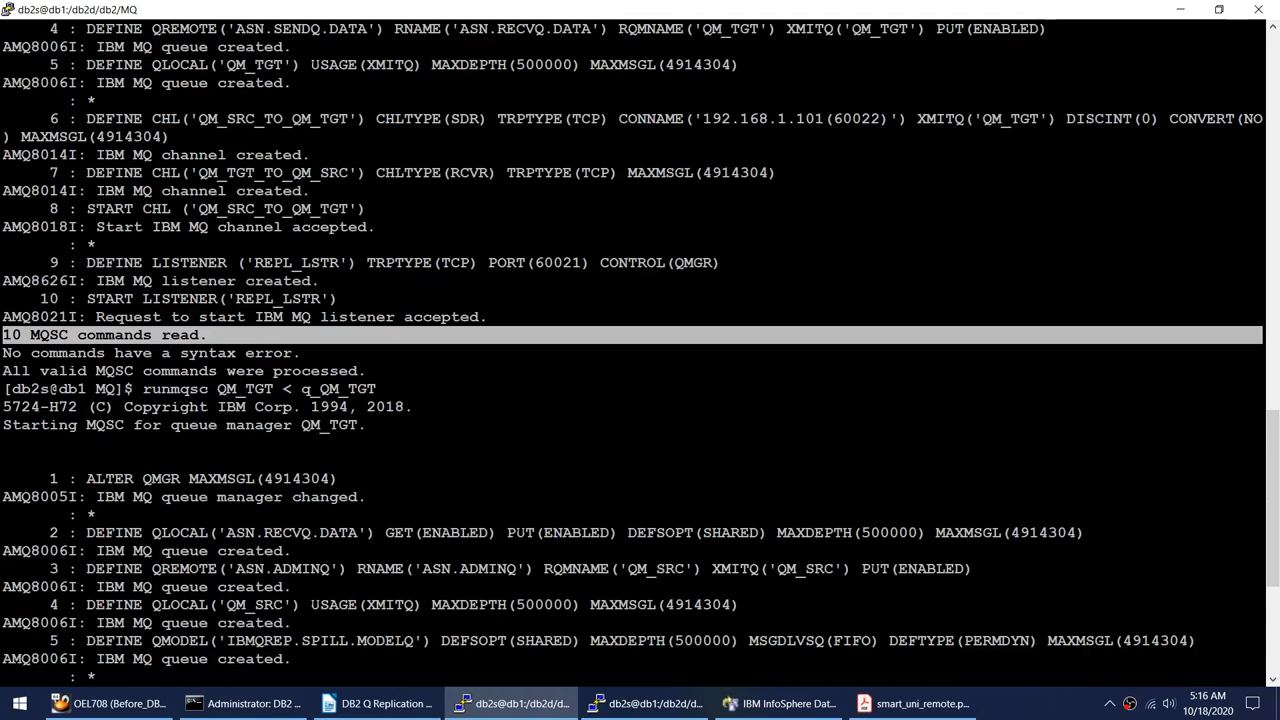 db2s@db1:/db2d/db2/MQ
4 : DEFINE QREMOTE('ASN.SENDQ.DATA') RNAME('ASN.RECVQ.DATA') RQMNAME('QM_TGT') XMITQ('QM_TGT') PUT(ENABLED)
AMQ8006I: IBM MQ queue created.
5 : DEFINE QLOCAL('QM_TGT') USAGE(XMITQ) MAXDEPTH(500000) MAXMSGL(4914304)
AMQ8006I: IBM MQ queue created.
: *
6 : DEFINE CHL('QM_SRC_TO_QM_TGT') CHLTYPE(SDR) TRPTYPE(TCP) CONNAME('192.168.1.101(60022)') XMITQ('QM_TGT') DISCINT(0) CONVERT(NO
) MAXMSGL(4914304)
AMQ8014I: IBM MQ channel created.
7 : DEFINE CHL('QM_TGT_TO_QM_SRC') CHLTYPE(RCVR) TRPTYPE(TCP) MAXMSGL(4914304)
AMQ8014I: IBM MQ channel created.
8 : START CHL ('QM_SRC_TO_QM_TGT')
AMQ8018I: Start IBM MQ channel accepted.
: *
9 : DEFINE LISTENER ('REPL_LSTR') TRPTYPE(TCP) PORT(60021) CONTROL(QMGR)
AMQ8626I: IBM MQ listener created.
10 : START LISTENER('REPL_LSTR')
AMQ8021I: Request to start IBM MQ listener accepted.
10 MQSC commands read.
No commands have a syntax error.
All valid MQSC commands were processed.
[db2s@db1 MQ]$ runmqsc QM_TGT < q_QM_TGT
5724-H72 (C) Copyright IBM Corp. 1994, 2018.
Starting MQSC for queue manager QM_TGT.
1 : ALTER QMGR MAXMSGL(4914304)
AMQ8005I: IBM MQ queue manager changed.
: *
2 : DEFINE QLOCAL('ASN.RECVQ.DATA') GET(ENABLED) PUT(ENABLED) DEFSOPT(SHARED) MAXDEPTH(500000) MAXMSGL(4914304)
AMQ8006I: IBM MQ queue created.
3 : DEFINE QREMOTE('ASN.ADMINQ') RNAME('ASN.ADMINQ') RQMNAME('QM_SRC') XMITQ('QM_SRC') PUT(ENABLED)
AMQ8006I: IBM MQ queue created.
4 : DEFINE QLOCAL('QM_SRC') USAGE(XMITQ) MAXDEPTH(500000) MAXMSGL(4914304)
AMQ8006I: IBM MQ queue created.
5 : DEFINE QMODEL('IBMQREP.SPILL.MODELQ') DEFSOPT(SHARED) MAXDEPTH(500000) MSGDLVSQ(FIFO) DEFTYPE(PERMDYN) MAXMSGL(4914304)
AMQ8006I: IBM MQ queue created.
: *
OEL708 (Before_DB... Administrator: DB2 ... DB2 Q Replication ... db2s@db1:/db2d/d... db2s@db1:/db2d/d... IBM InfoSphere Dat... smart_uni_remote.p... 5:16 AM
10/18/2020